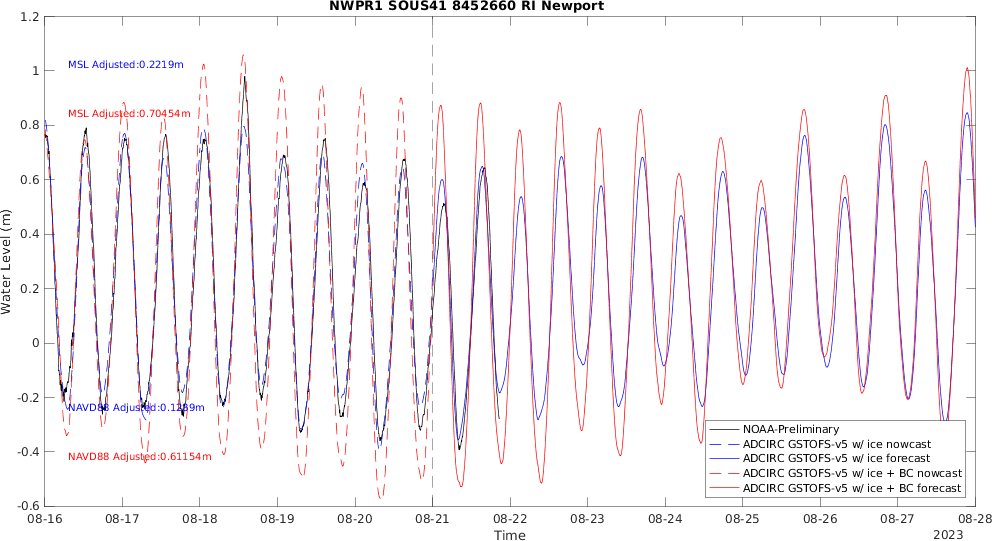 NWPR1 SOUS41 8452660 RI Newport
1.2
1
0.8
0.6
0.4
0.2
0
-0.2
-0.4
-0.6
Water Level (m)
MSL Adjusted:0.2219m
MSL Adjusted:0.70454m
NAVD88 Adjusted:0.1289m
NAVD88 Adjusted:0.61154m
NOAA-Preliminary
ADCIRC GSTOFS-v5 w/ ice nowcast
ADCIRC GSTOFS-v5 w/ ice forecast
ADCIRC GSTOFS-v5 w/ ice + BC nowcast
ADCIRC GSTOFS-v5 w/ ice + BC forecast
08-16 08-17 08-18 08-19 08-20 08-21 08-22 08-23 08-24 08-25 08-26 08-27 08-28
Time
2023